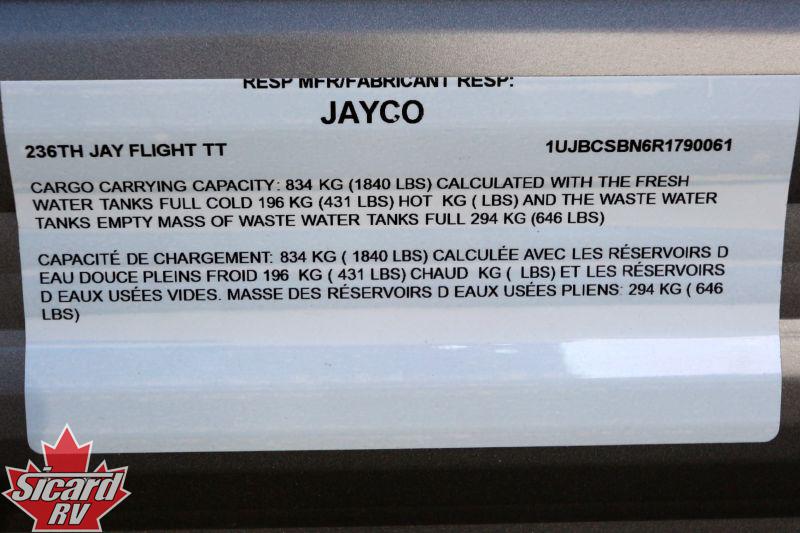 RESP MFR/FABRICANT RESP:
JAYCO
236TH JAY FLIGHT TT 1UJBCSBN6R1790061
CARGO CARRYING CAPACITY: 834 KG (1840 LBS) CALCULATED WITH THE FRESH
WATER TANKS FULL COLD 196 KG (431 LBS) HOT KG ( LBS) AND THE WASTE WATER
TANKS EMPTY MASS OF WASTE WATER TANKS FULL 294 KG (646 LBS)
CAPACITÉ DE CHARGEMENT: 834 KG ( 1840 LBS) CALCULÉE AVEC LES RÉSERVOIRS D
EAU DOUCE PLEINS FROID 196 KG ( 431 LBS) CHAUD KG ( LBS) ET LES RÉSERVOIRS
D EAUX USÉES VIDES. MASSE DES RÉSERVOIRS D EAUX USÉES PLIENS: 294 KG ( 646
LBS)
Sicard
RV